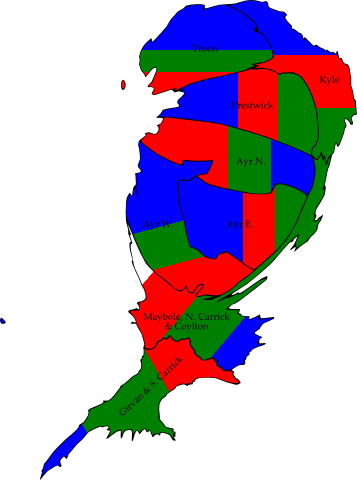 Troon
Kyle
Prestwick
Ayr N.
Ayr W.
Ayr E.
Maybole, N. Carrick
& Coylton
Girvan & S. Carrick